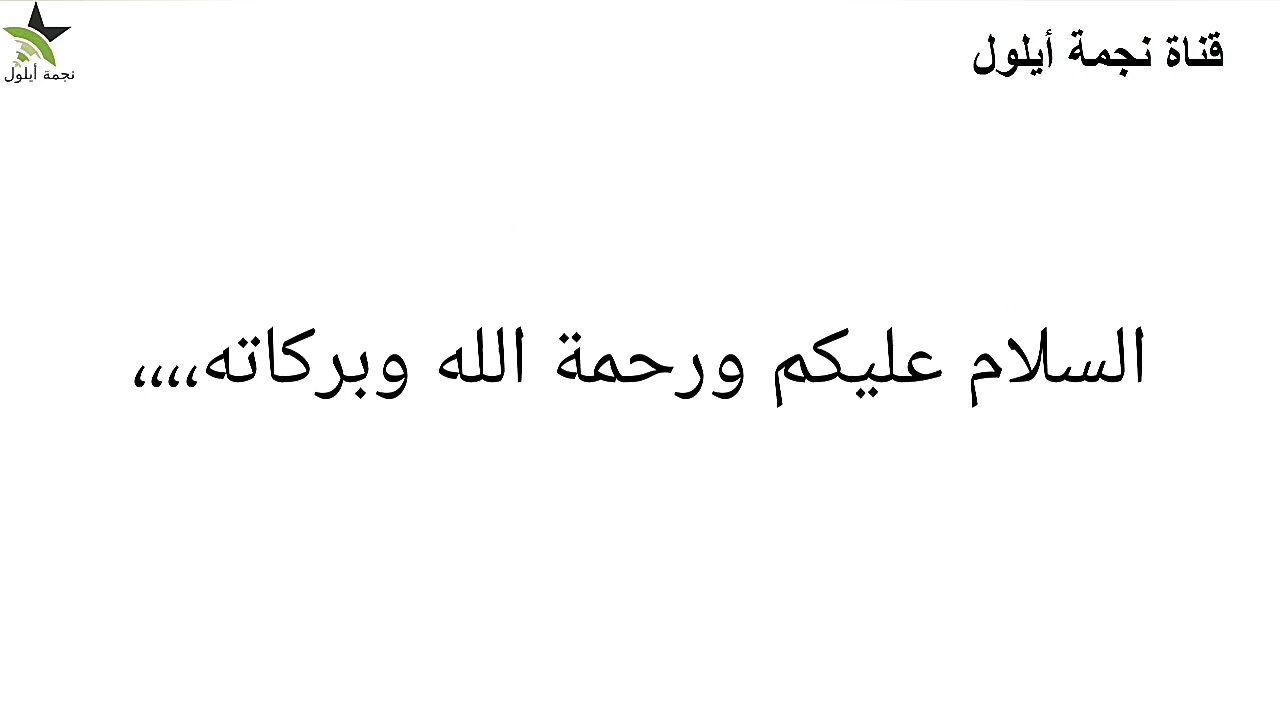 قناة نجمة أيلول
نجمة أيلول
السلام عليكم ورحمة الله وبركاته،،،،